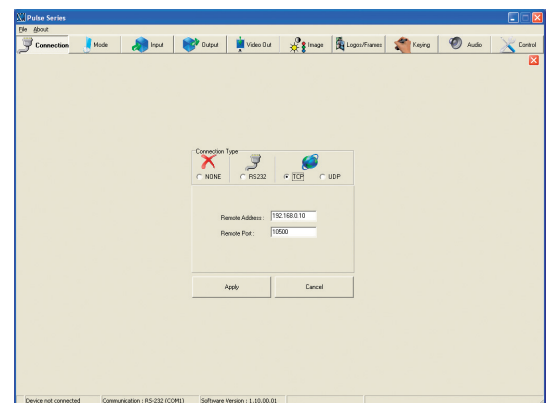 Pulse Series
File About
Connection Mode Input Output Video Out Image Logos/Frames Keying Audio Control
Connection Type
NONE RS232 TCP UDP
Remote Address : 192.168.0.10
Remote Port : 10500
Apply Cancel
Device not connected Communication : RS-232 (COM1) Software Version : 1.10.00.01